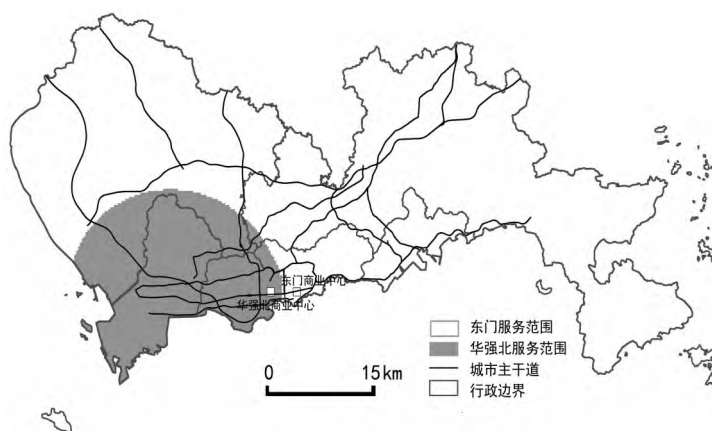 东门商业中心
华强北商业中心
东门服务范围
华强北服务范围
城市主干道
行政边界
0 15km